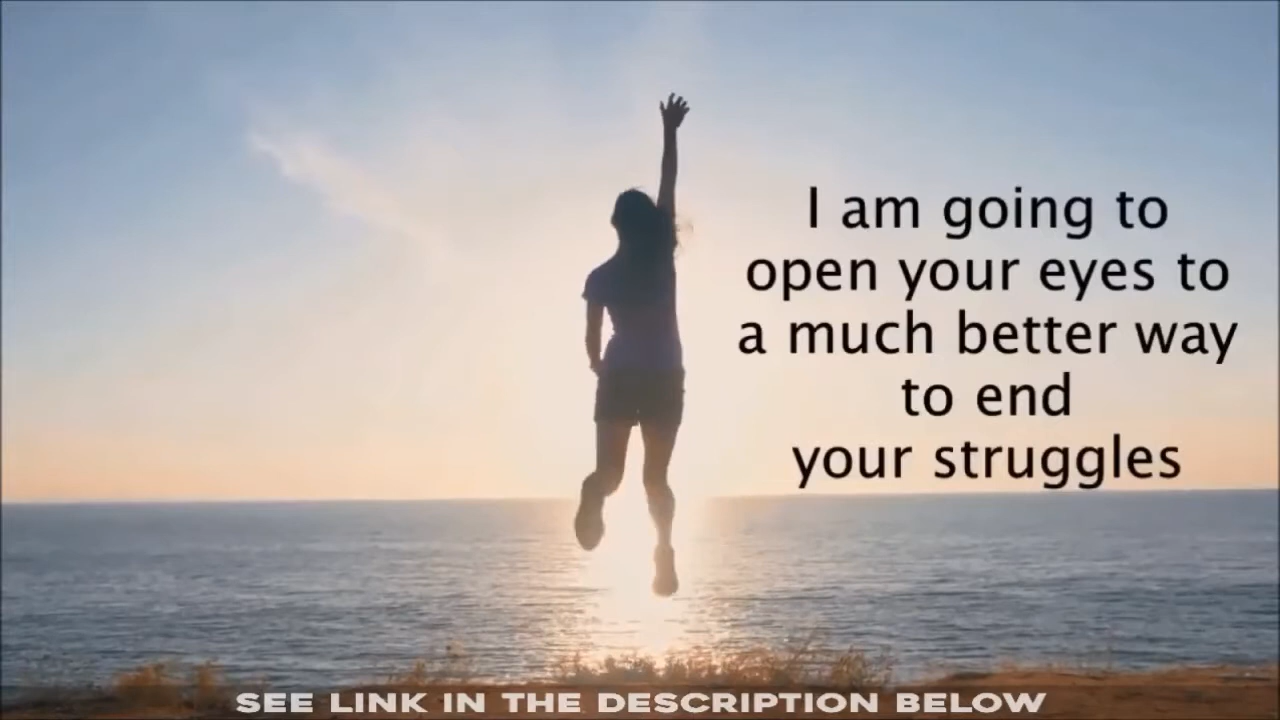 I am going to
open your eyes to
a much better way
to end
your struggles
SEE LINK IN THE DESCRIPTION BELOW